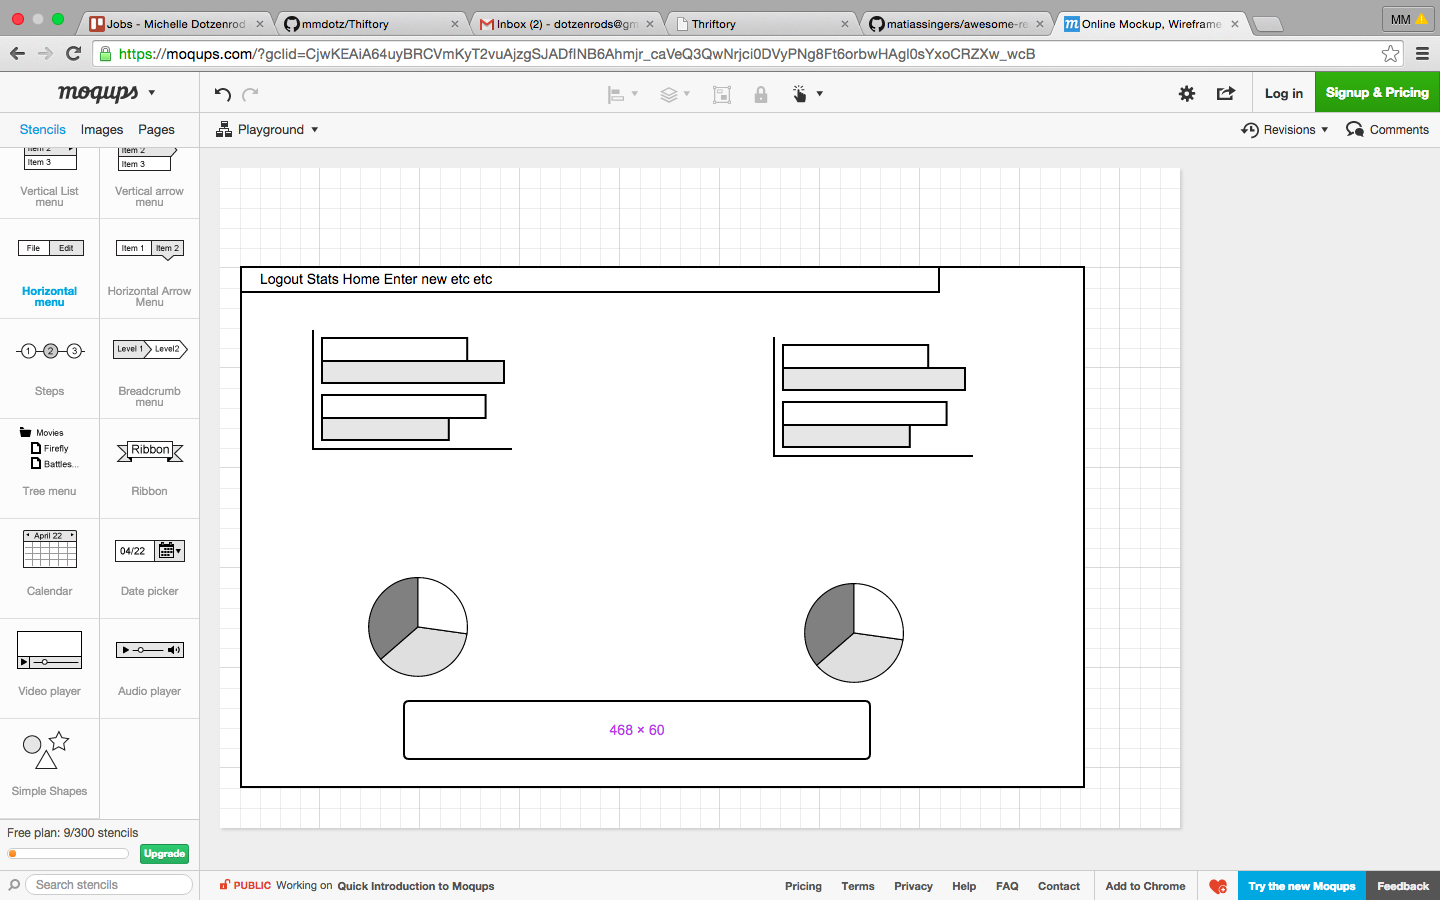 Jobs - Michelle Dotzenrod
mmdotz/Thiftory
Inbox (2) - dotzenrods@gm
Thriftory
matiassingers/awesome-re
Online Mockup, Wireframe
MM
https://moqups.com/?gclid=CjwKEAiA64uyBRCVmKyT2vuAjzgSJADfINB6Ahmjr_caVeQ3QwNrjci0DVyPNg8Ft6orbwHAgl0sYxoCRZXw_wcB
moqups
Log in
Signup & Pricing
Stencils Images Pages
Playground
Revisions
Comments
Item 2
Item 3
Item 2
Item 3
Vertical List
menu
Vertical arrow
menu
File Edit
Item 1 Item 2
Horizontal
menu
Horizontal Arrow
Menu
1 2 3
Level 1 Level2
Steps
Breadcrumb
menu
Movies
Firefly
Battles...
Ribbon
Tree menu
Ribbon
April 22
04/22
Calendar
Date picker
Video player
Audio player
Simple Shapes
Free plan: 9/300 stencils
Upgrade
Search stencils
Logout Stats Home Enter new etc etc
468 × 60
PUBLIC Working on Quick Introduction to Moqups
Pricing Terms Privacy Help FAQ Contact
Add to Chrome
Try the new Moqups
Feedback